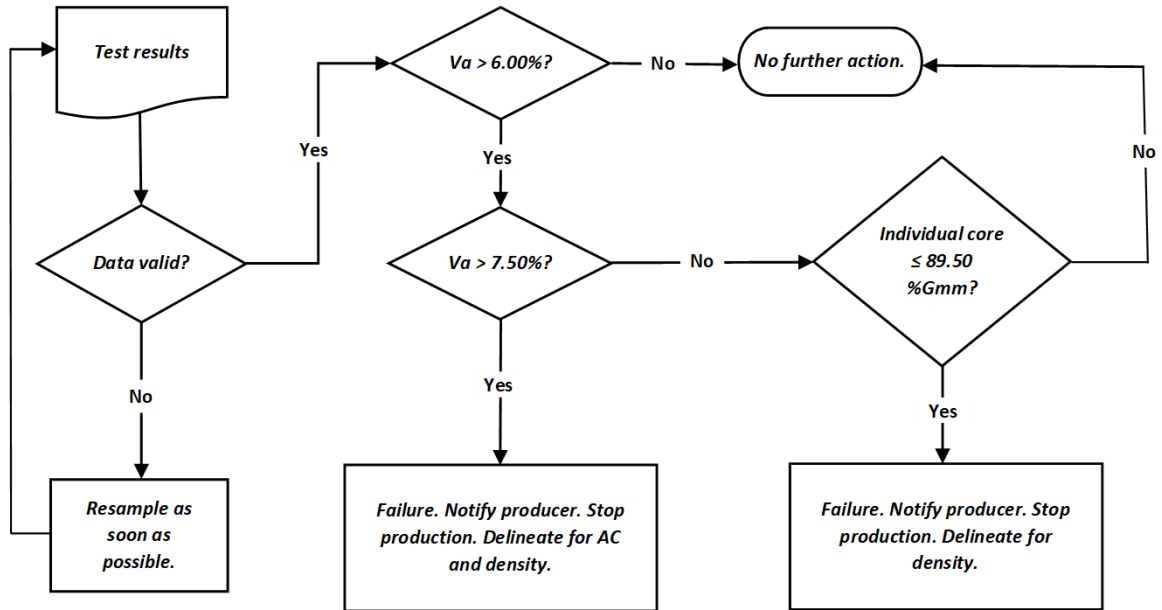 Test results
Va > 6.00%?
No
No further action.
Yes
Yes
No
Data valid?
Va > 7.50%?
No
Individual core
≤ 89.50
%Gmm?
No
Yes
Yes
Resample as
soon as
possible.
Failure. Notify producer. Stop
production. Delineate for AC
and density.
Failure. Notify producer. Stop
production. Delineate for
density.